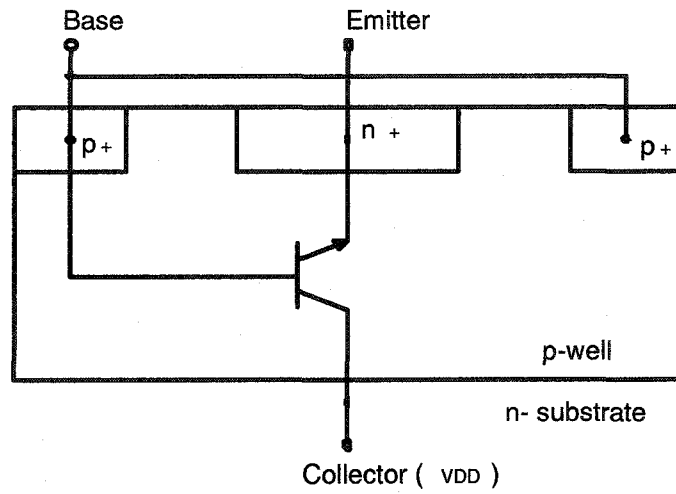 Base Emitter
p+ n+ p+
p-well
n- substrate
Collector ( VDD )